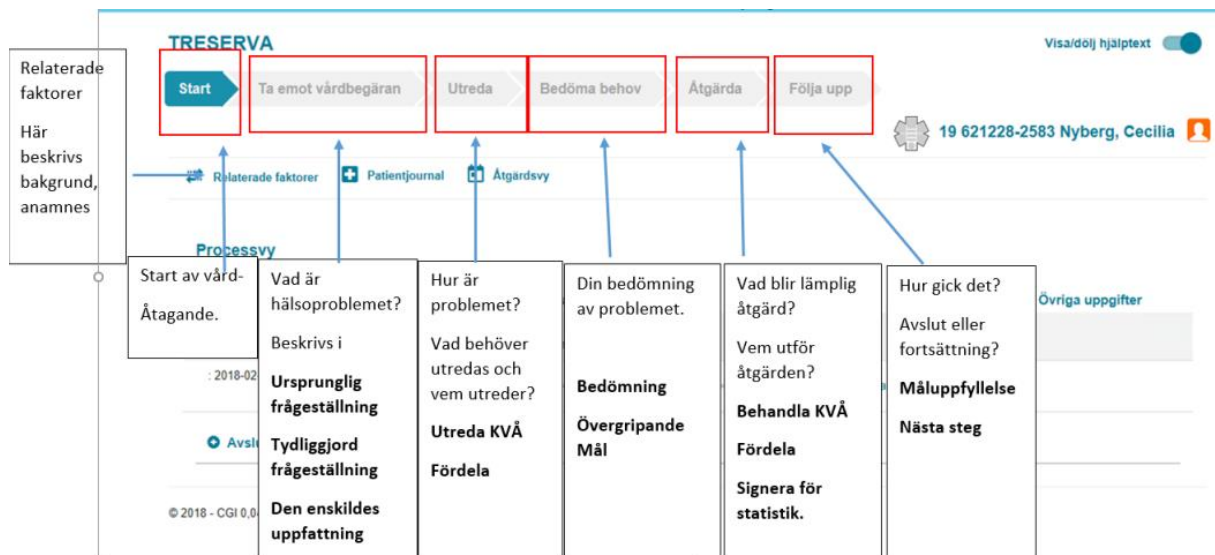 TRESERVA
Visa/dölj hjälptext
Start
Ta emot vårdbegäran
Utreda
Bedöma behov
Åtgärda
Följa upp
19 621228-2583 Nyberg, Cecilia
Relaterade faktorer
Patientjournal
Åtgärdsvy
Processvy
Övriga uppgifter
: 2018-02
© 2018 - CGI
Relaterade
faktorer
Här
beskrivs
bakgrund,
anamnes
Start av vård-
Åtagande.
Vad är
hälsoproblemet?
Beskrivs i
Ursprunglig
frågeställning
Tydliggjord
frågeställning
Den enskildes
uppfattning
Hur är
problemet?
Vad behöver
utredas och
vem utreder?
Utreda KVÅ
Fördela
Din bedömning
av problemet.
Bedömning
Övergripande
Mål
Vad blir lämplig
åtgärd?
Vem utför
åtgärden?
Behandla KVÅ
Fördela
Signera för
statistik.
Hur gick det?
Avslut eller
fortsättning?
Måluppfyllelse
Nästa steg